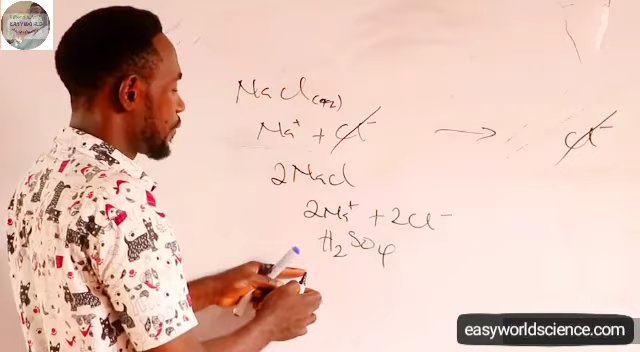 NaCl(aq)
Na⁺ + Cl⁻ → Cl⁻
2NaCl
2Na⁺ + 2Cl⁻
H₂SO₄
easyworldscience.com